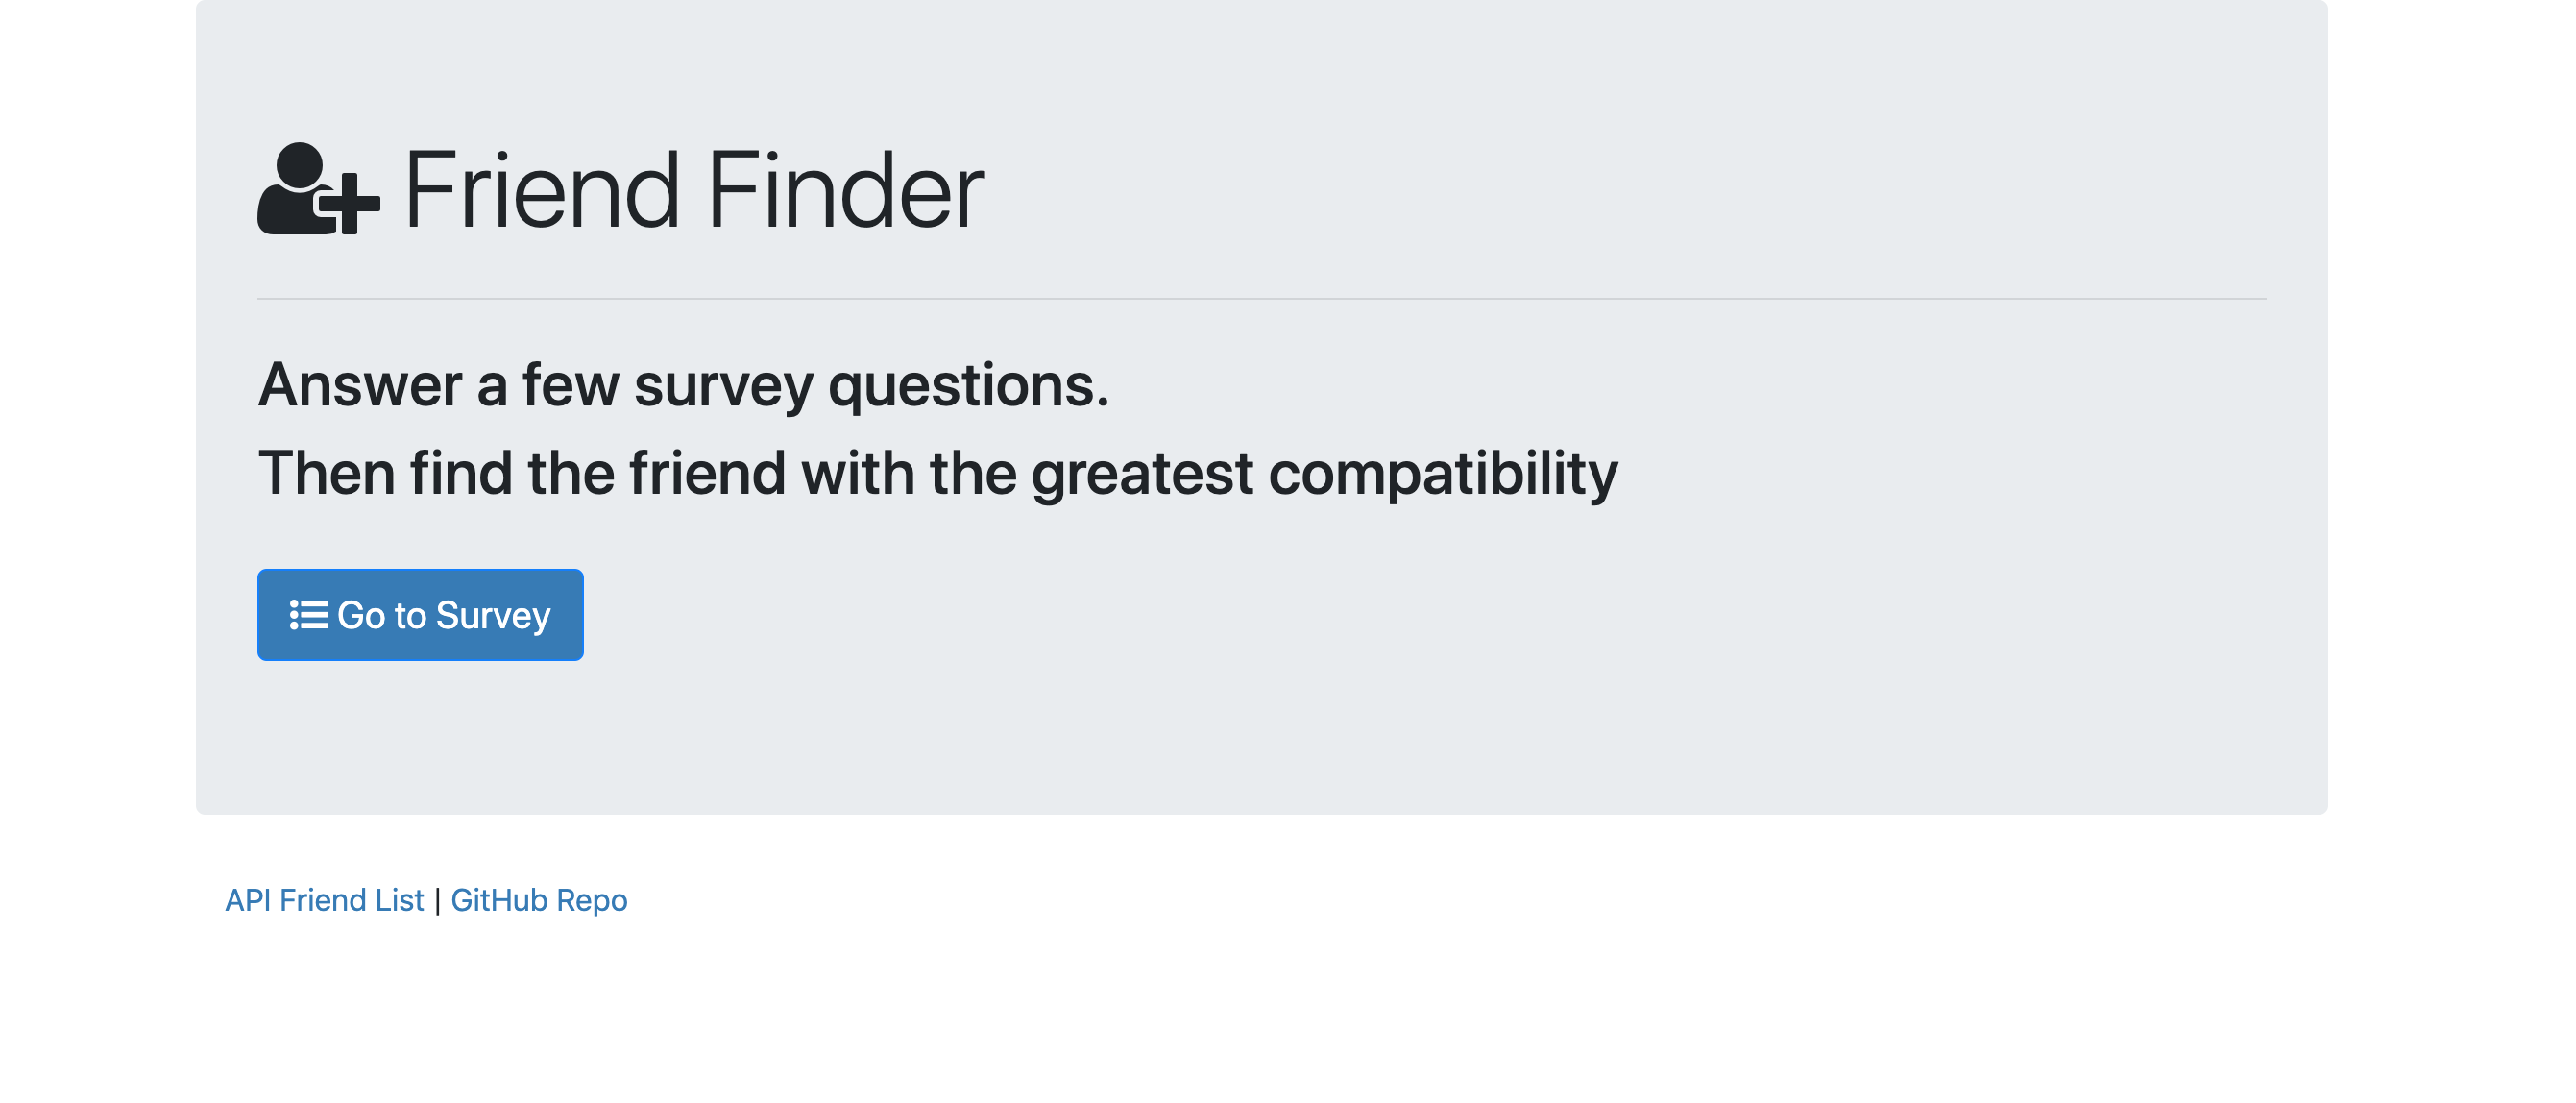 Friend Finder
Answer a few survey questions.
Then find the friend with the greatest compatibility
Go to Survey
API Friend List | GitHub Repo